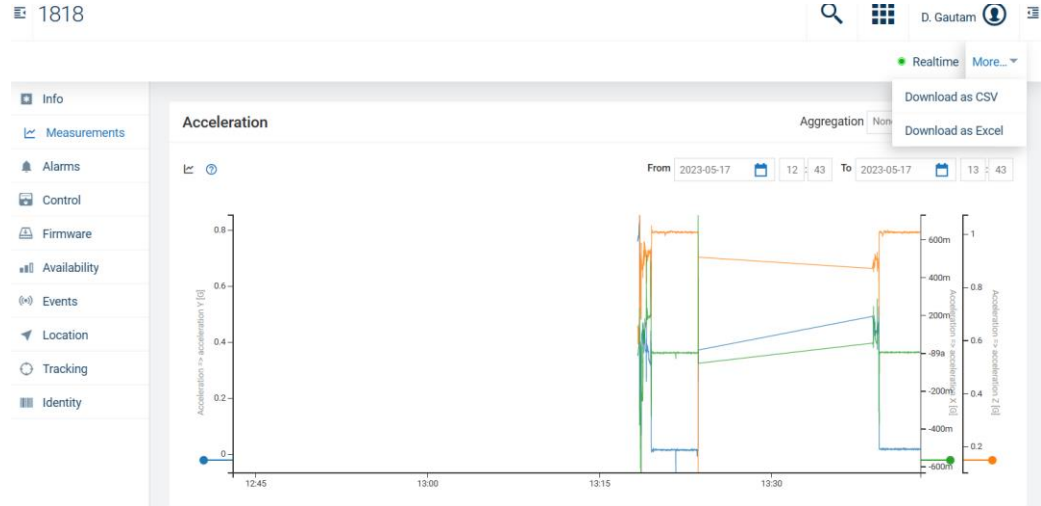 1818
D. Gautam
Realtime More...
Download as CSV
Download as Excel
Info
Measurements
Alarms
Control
Firmware
Availability
Events
Location
Tracking
Identity
Acceleration
Aggregation
From 2023-05-17 12 : 43 To 2023-05-17 13 : 43
Acceleration => acceleration Y [G]
0.8
0.6
0.4
0.2
0
12:45
13:00
13:15
13:30
600m
400m
200m
-89a
-200m
-400m
-600m
Acceleration => acceleration X [G]
1
0.8
0.6
0.4
0.2
Acceleration => acceleration Z [G]